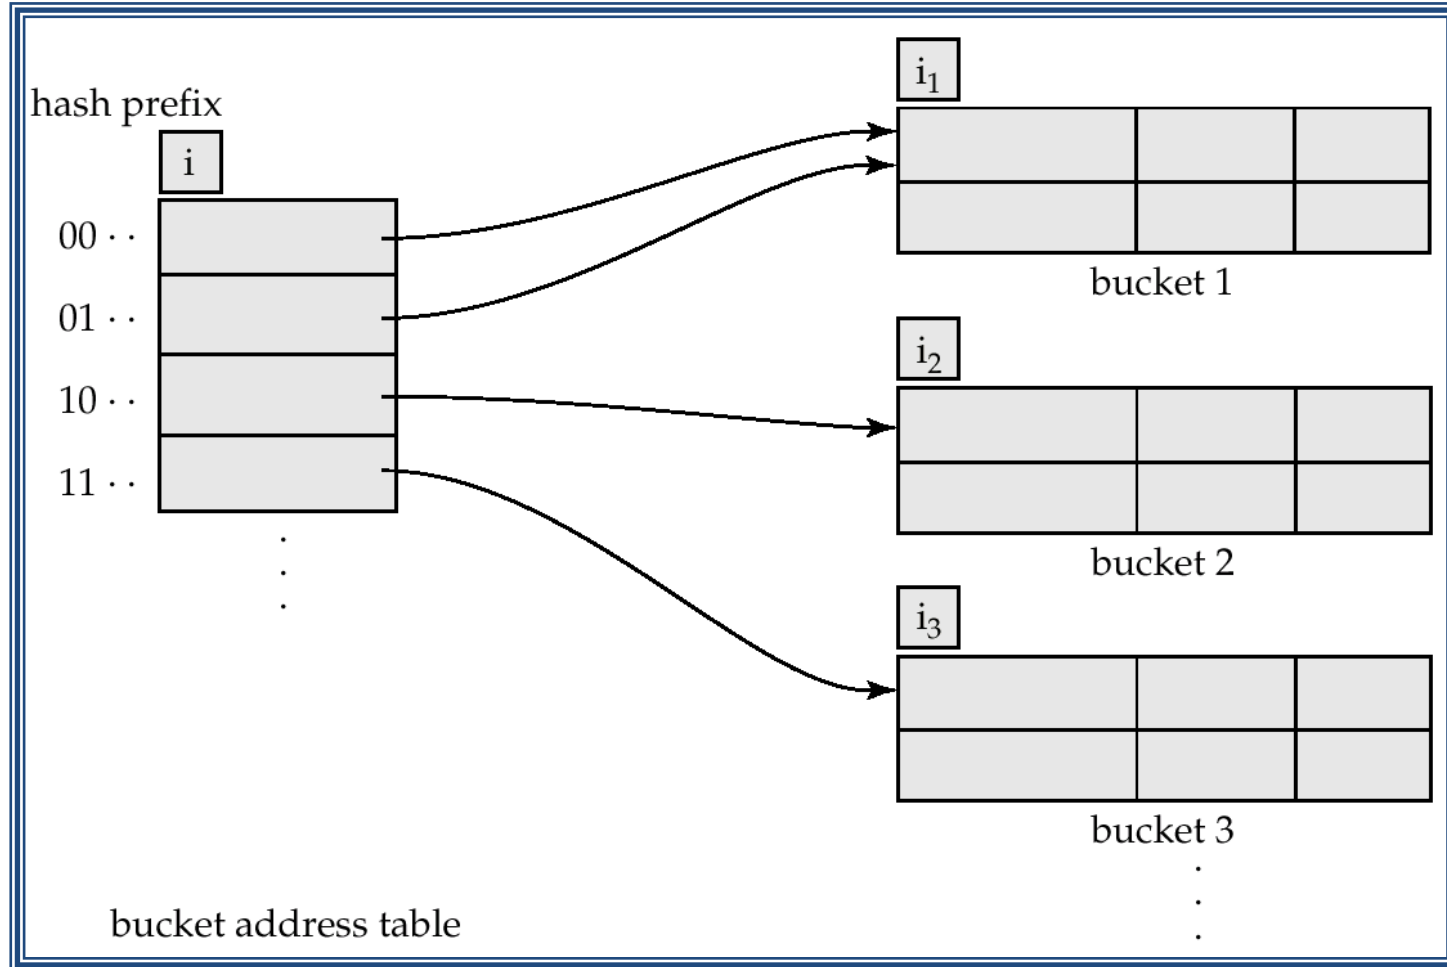 hash prefix
i
00 · ·
01 · ·
10 · ·
11 · ·
.
.
.
bucket address table
i₁
bucket 1
i₂
bucket 2
i₃
bucket 3
.
.
.